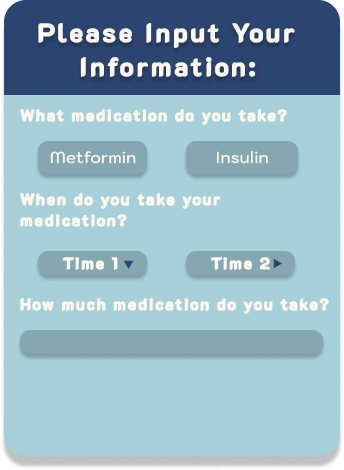 Please Input Your
Information:
What medication do you take?
Metformin Insulin
When do you take your
medication?
Time 1 Time 2
How much medication do you take?